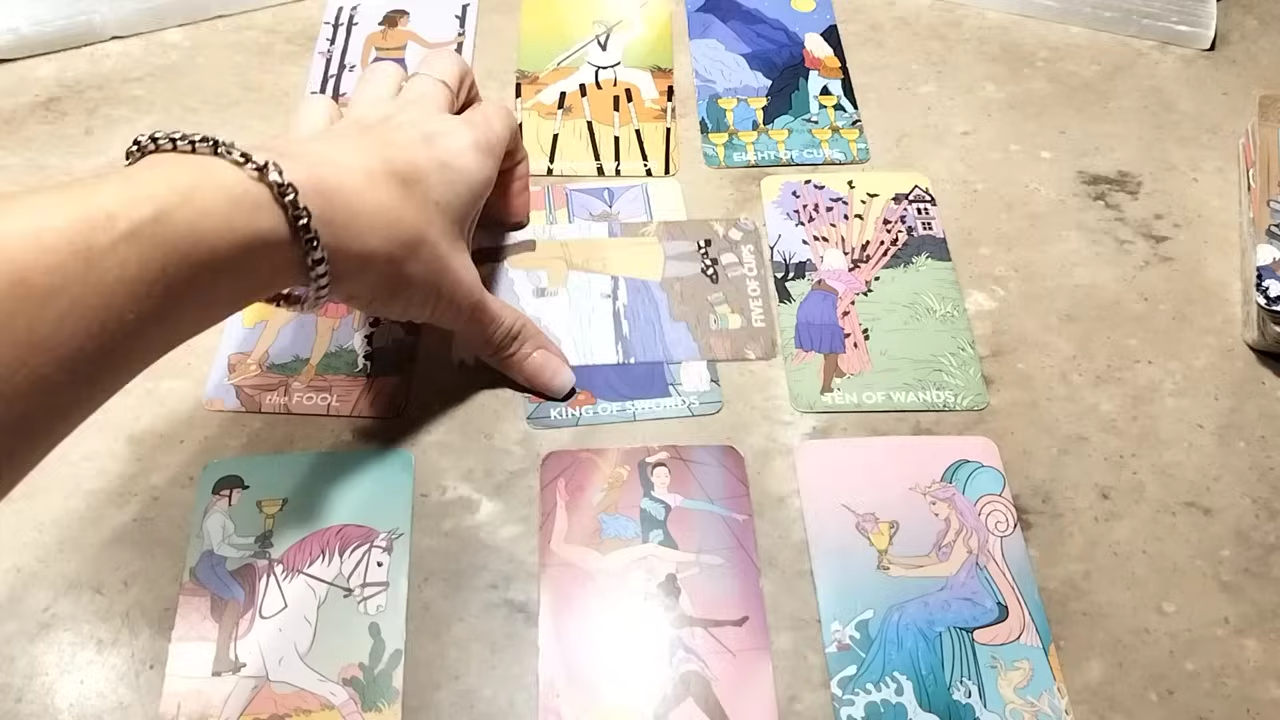 EIGHT OF CUPS
FIVE OF CUPS
the FOOL
KING OF SWORDS
TEN OF WANDS